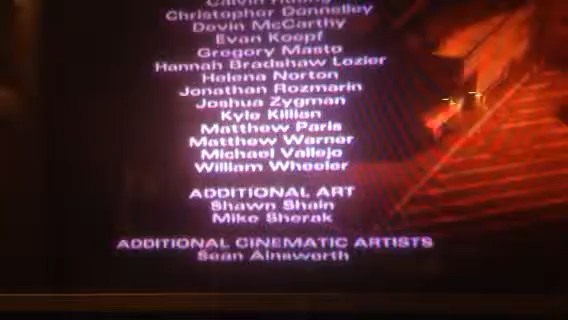 Calvin Huang
Christopher Donnelley
Devin McCarthy
Evan Koepf
Gregory Masto
Hannah Bradshaw Lozier
Helena Norton
Jonathan Rozmarin
Joshua Zygman
Kyle Killian
Matthew Paris
Matthew Warner
Michael Vallejo
William Wheeler
ADDITIONAL ART
Shawn Shain
Mike Sherak
ADDITIONAL CINEMATIC ARTISTS
Sean Ainsworth